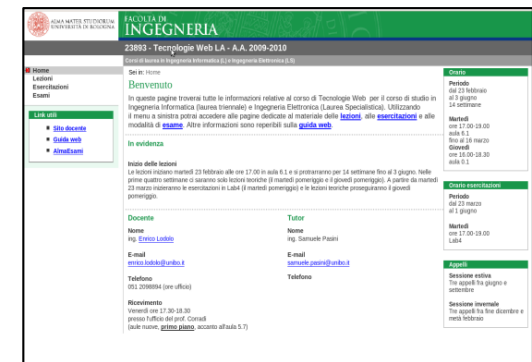 ALMA MATER STUDIORUM
UNIVERSITÀ DI BOLOGNA
FACOLTÀ DI
INGEGNERIA
23893 - Tecnologie Web LA - A.A. 2009-2010
Corsi di laurea in Ingegneria Informatica (L) e Ingegneria Elettronica (LS)
Home
Lezioni
Esercitazioni
Esami
Link utili
Sito docente
Guida web
AlmaEsami
Sei in: Home
Benvenuto
In queste pagine troverai tutte le informazioni relative al corso di Tecnologie Web per il corso di studio in
Ingegneria Informatica (laurea triennale) e Ingegneria Elettronica (Laurea Specialistica). Utilizzando
il menu a sinistra potrai accedere alle pagine dedicate al materiale delle lezioni, alle esercitazioni e alle
modalità di esame. Altre informazioni sono reperibili sulla guida web.
In evidenza
Inizio delle lezioni
Le lezioni iniziano martedì 23 febbraio alle ore 17.00 in aula 6.1 e si protrarranno per 14 settimane fino al 3 giugno. Nelle
prime quattro settimane ci saranno solo lezioni teoriche (il martedì pomeriggio e il giovedì pomeriggio). A partire da martedì
23 marzo inizieranno le esercitazioni in Lab4 (il martedì pomeriggio) e le lezioni teoriche proseguiranno il giovedì
pomeriggio.
Docente
Nome
ing. Enrico Lodolo
E-mail
enrico.lodolo@unibo.it
Telefono
051 2098894 (ore ufficio)
Ricevimento
Venerdì ore 17.30-18.30
presso l'ufficio del prof. Corradi
(aule nuove, primo piano, accanto all'aula 5.7)
Tutor
Nome
ing. Samuele Pasini
E-mail
samuele.pasini@unibo.it
Telefono
Orario
Periodo
dal 23 febbraio
al 3 giugno
14 settimane
Martedì
ore 17.00-19.00
aula 6.1
fino al 16 marzo
Giovedì
ore 16.00-18.30
aula 0.1
Orario esercitazioni
Periodo
dal 23 marzo
al 1 giugno
Martedì
ore 17.00-19.00
Lab4
Appelli
Sessione estiva
Tre appelli fra giugno e
settembre
Sessione invernale
Tre appelli fra fine dicembre e
metà febbraio